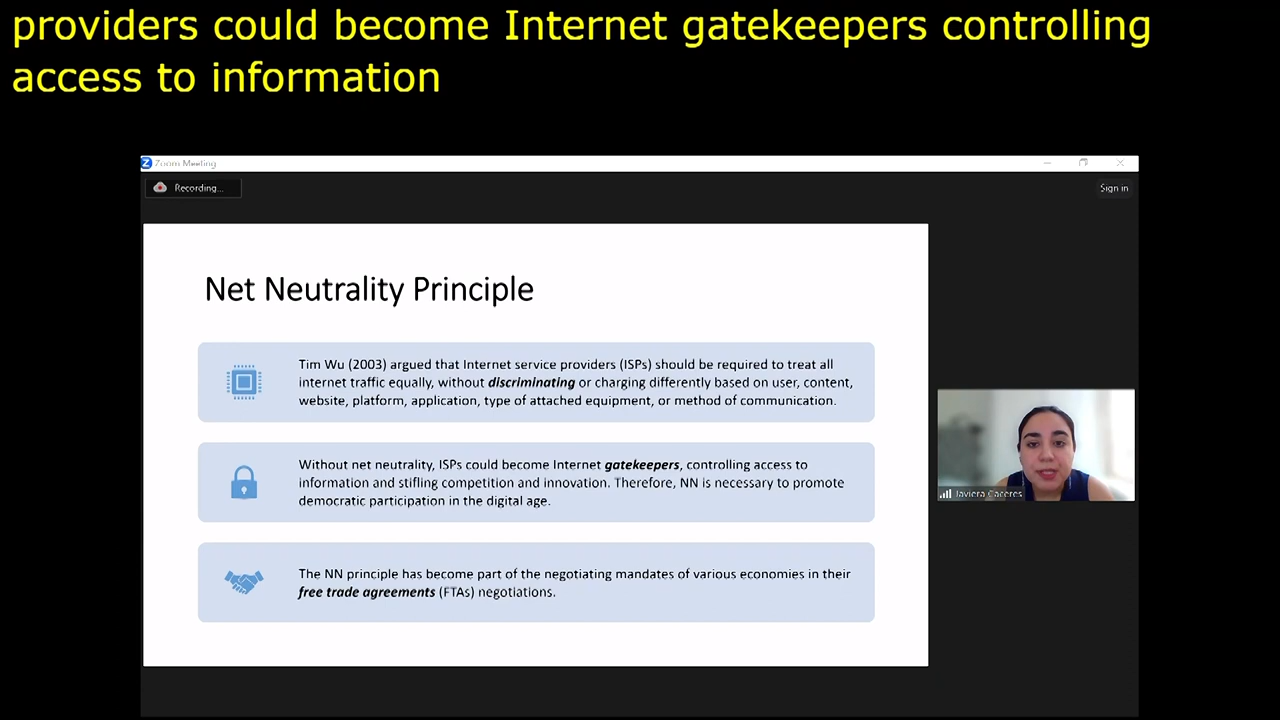 providers could become Internet gatekeepers controlling
access to information
Zoom Meeting
Recording...
Sign in
Net Neutrality Principle
Tim Wu (2003) argued that Internet service providers (ISPs) should be required to treat all
internet traffic equally, without discriminating or charging differently based on user, content,
website, platform, application, type of attached equipment, or method of communication.
Without net neutrality, ISPs could become Internet gatekeepers, controlling access to
information and stifling competition and innovation. Therefore, NN is necessary to promote
democratic participation in the digital age.
The NN principle has become part of the negotiating mandates of various economies in their
free trade agreements (FTAs) negotiations.
Javiera Caceres